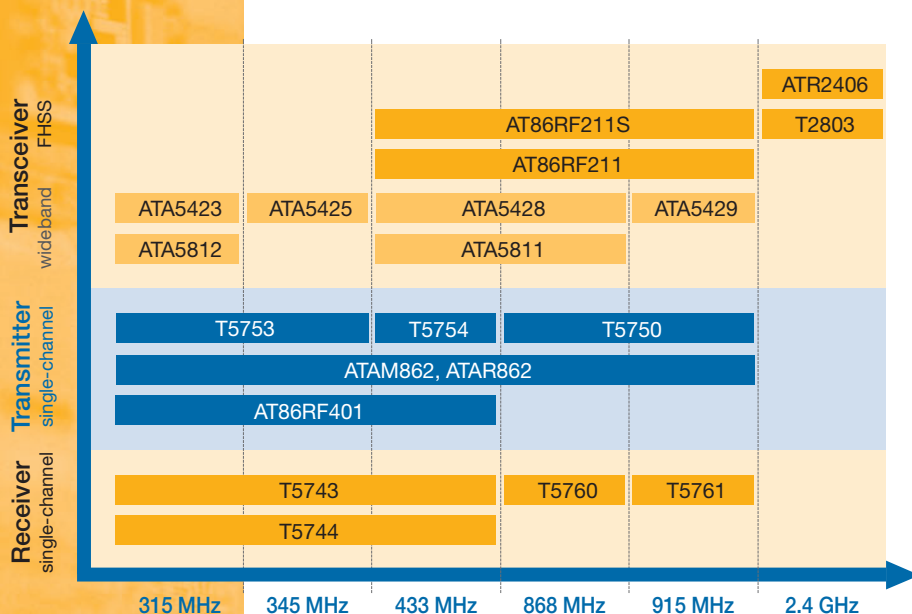 Transceiver
FHSS
wideband
ATR2406
AT86RF211S
T2803
AT86RF211
ATA5423
ATA5425
ATA5428
ATA5429
ATA5812
ATA5811
Transmitter
single-channel
T5753
T5754
T5750
ATAM862, ATAR862
AT86RF401
Receiver
single-channel
T5743
T5760
T5761
T5744
315 MHz
345 MHz
433 MHz
868 MHz
915 MHz
2.4 GHz